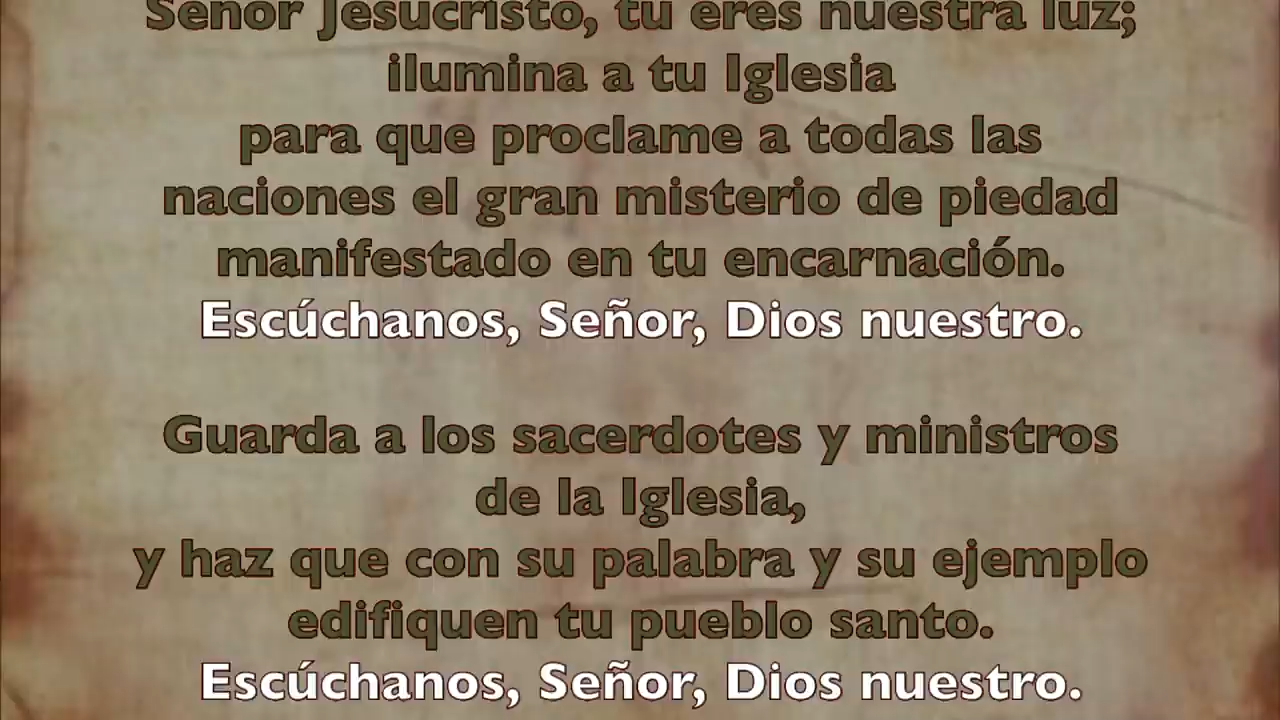 Señor Jesucristo, tú eres nuestra luz;
ilumina a tu Iglesia
para que proclame a todas las
naciones el gran misterio de piedad
manifestado en tu encarnación.
Escúchanos, Señor, Dios nuestro.
Guarda a los sacerdotes y ministros
de la Iglesia,
y haz que con su palabra y su ejemplo
edifiquen tu pueblo santo.
Escúchanos, Señor, Dios nuestro.